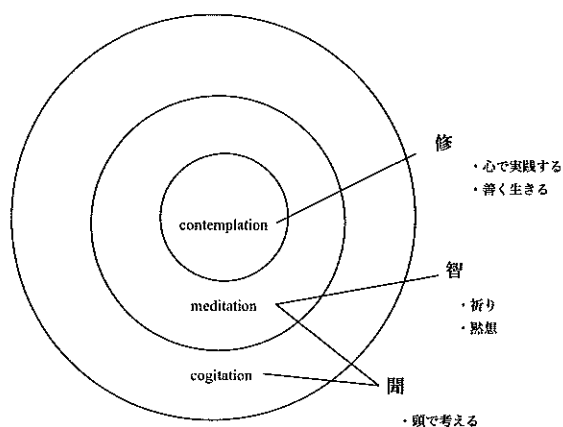 修
・心で実践する
・善く生きる
contemplation
智
meditation
・祈り
・黙想
cogitation
聞
・頭で考える